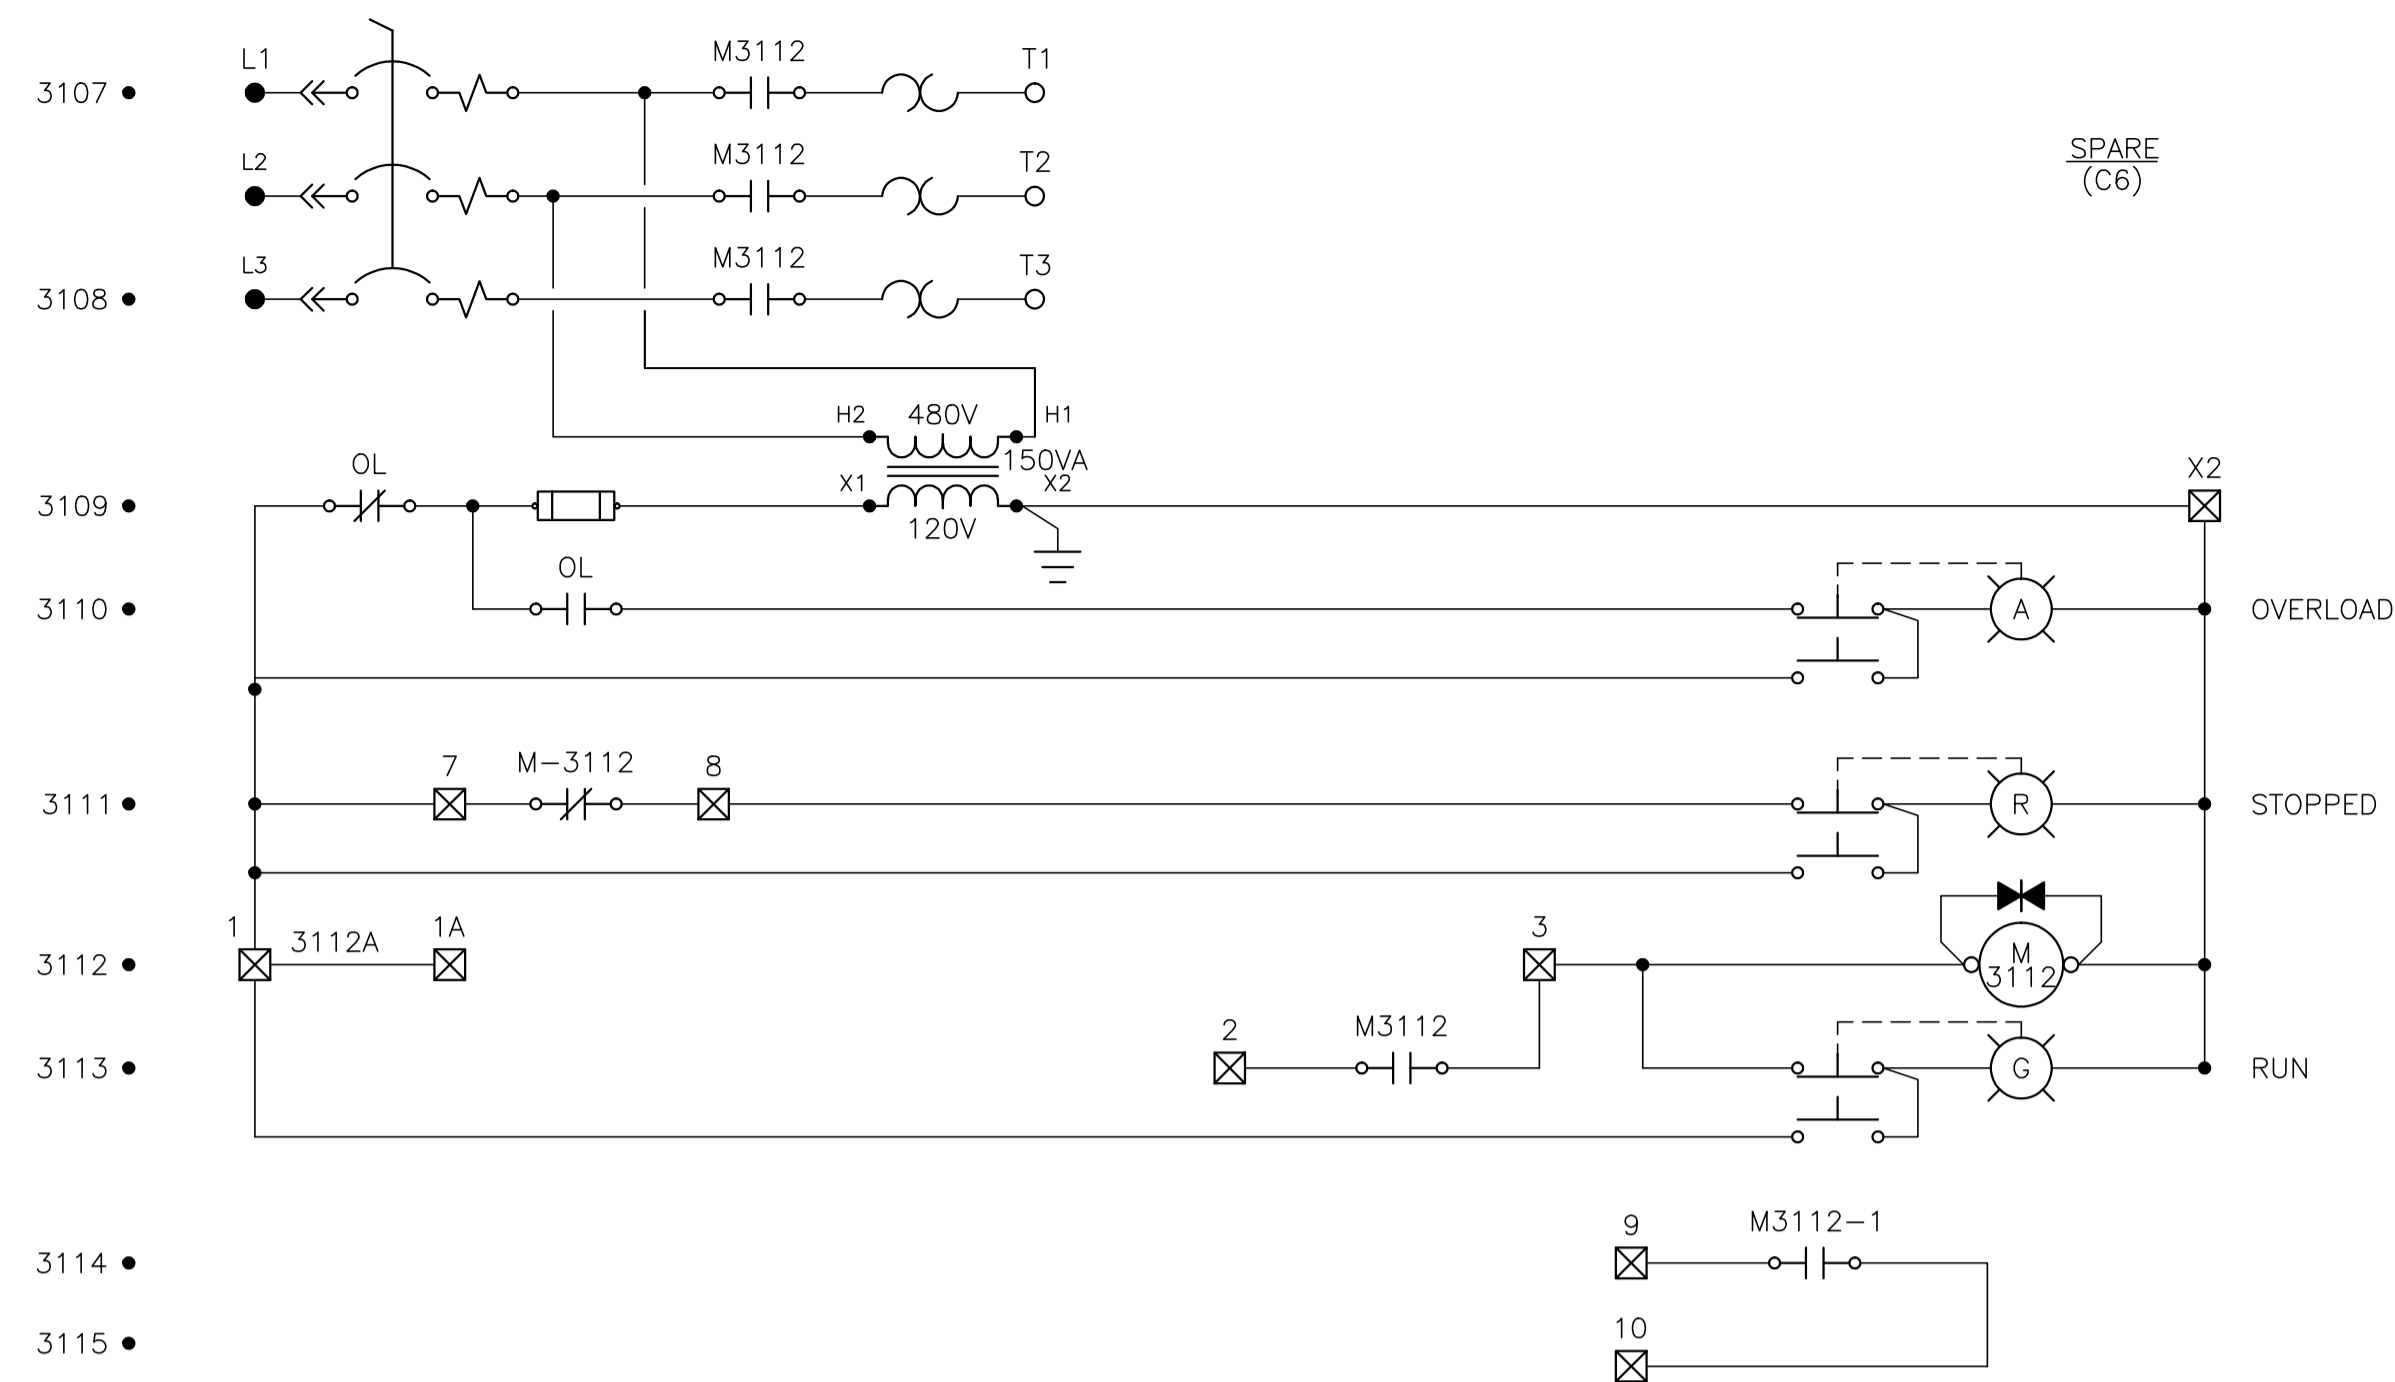 L1 M3112 T1
3107
L2 M3112 T2
SPARE
(C6)
L3 M3112 T3
3108
H2 480V H1
150VA
OL X1 X2 X2
3109
120V
OL
3110 A OVERLOAD
7 M-3112 8
3111 R STOPPED
1 3112A 1A 3 M
3112 3112
2 M3112
3113 G RUN
9 M3112-1
3114
10
3115